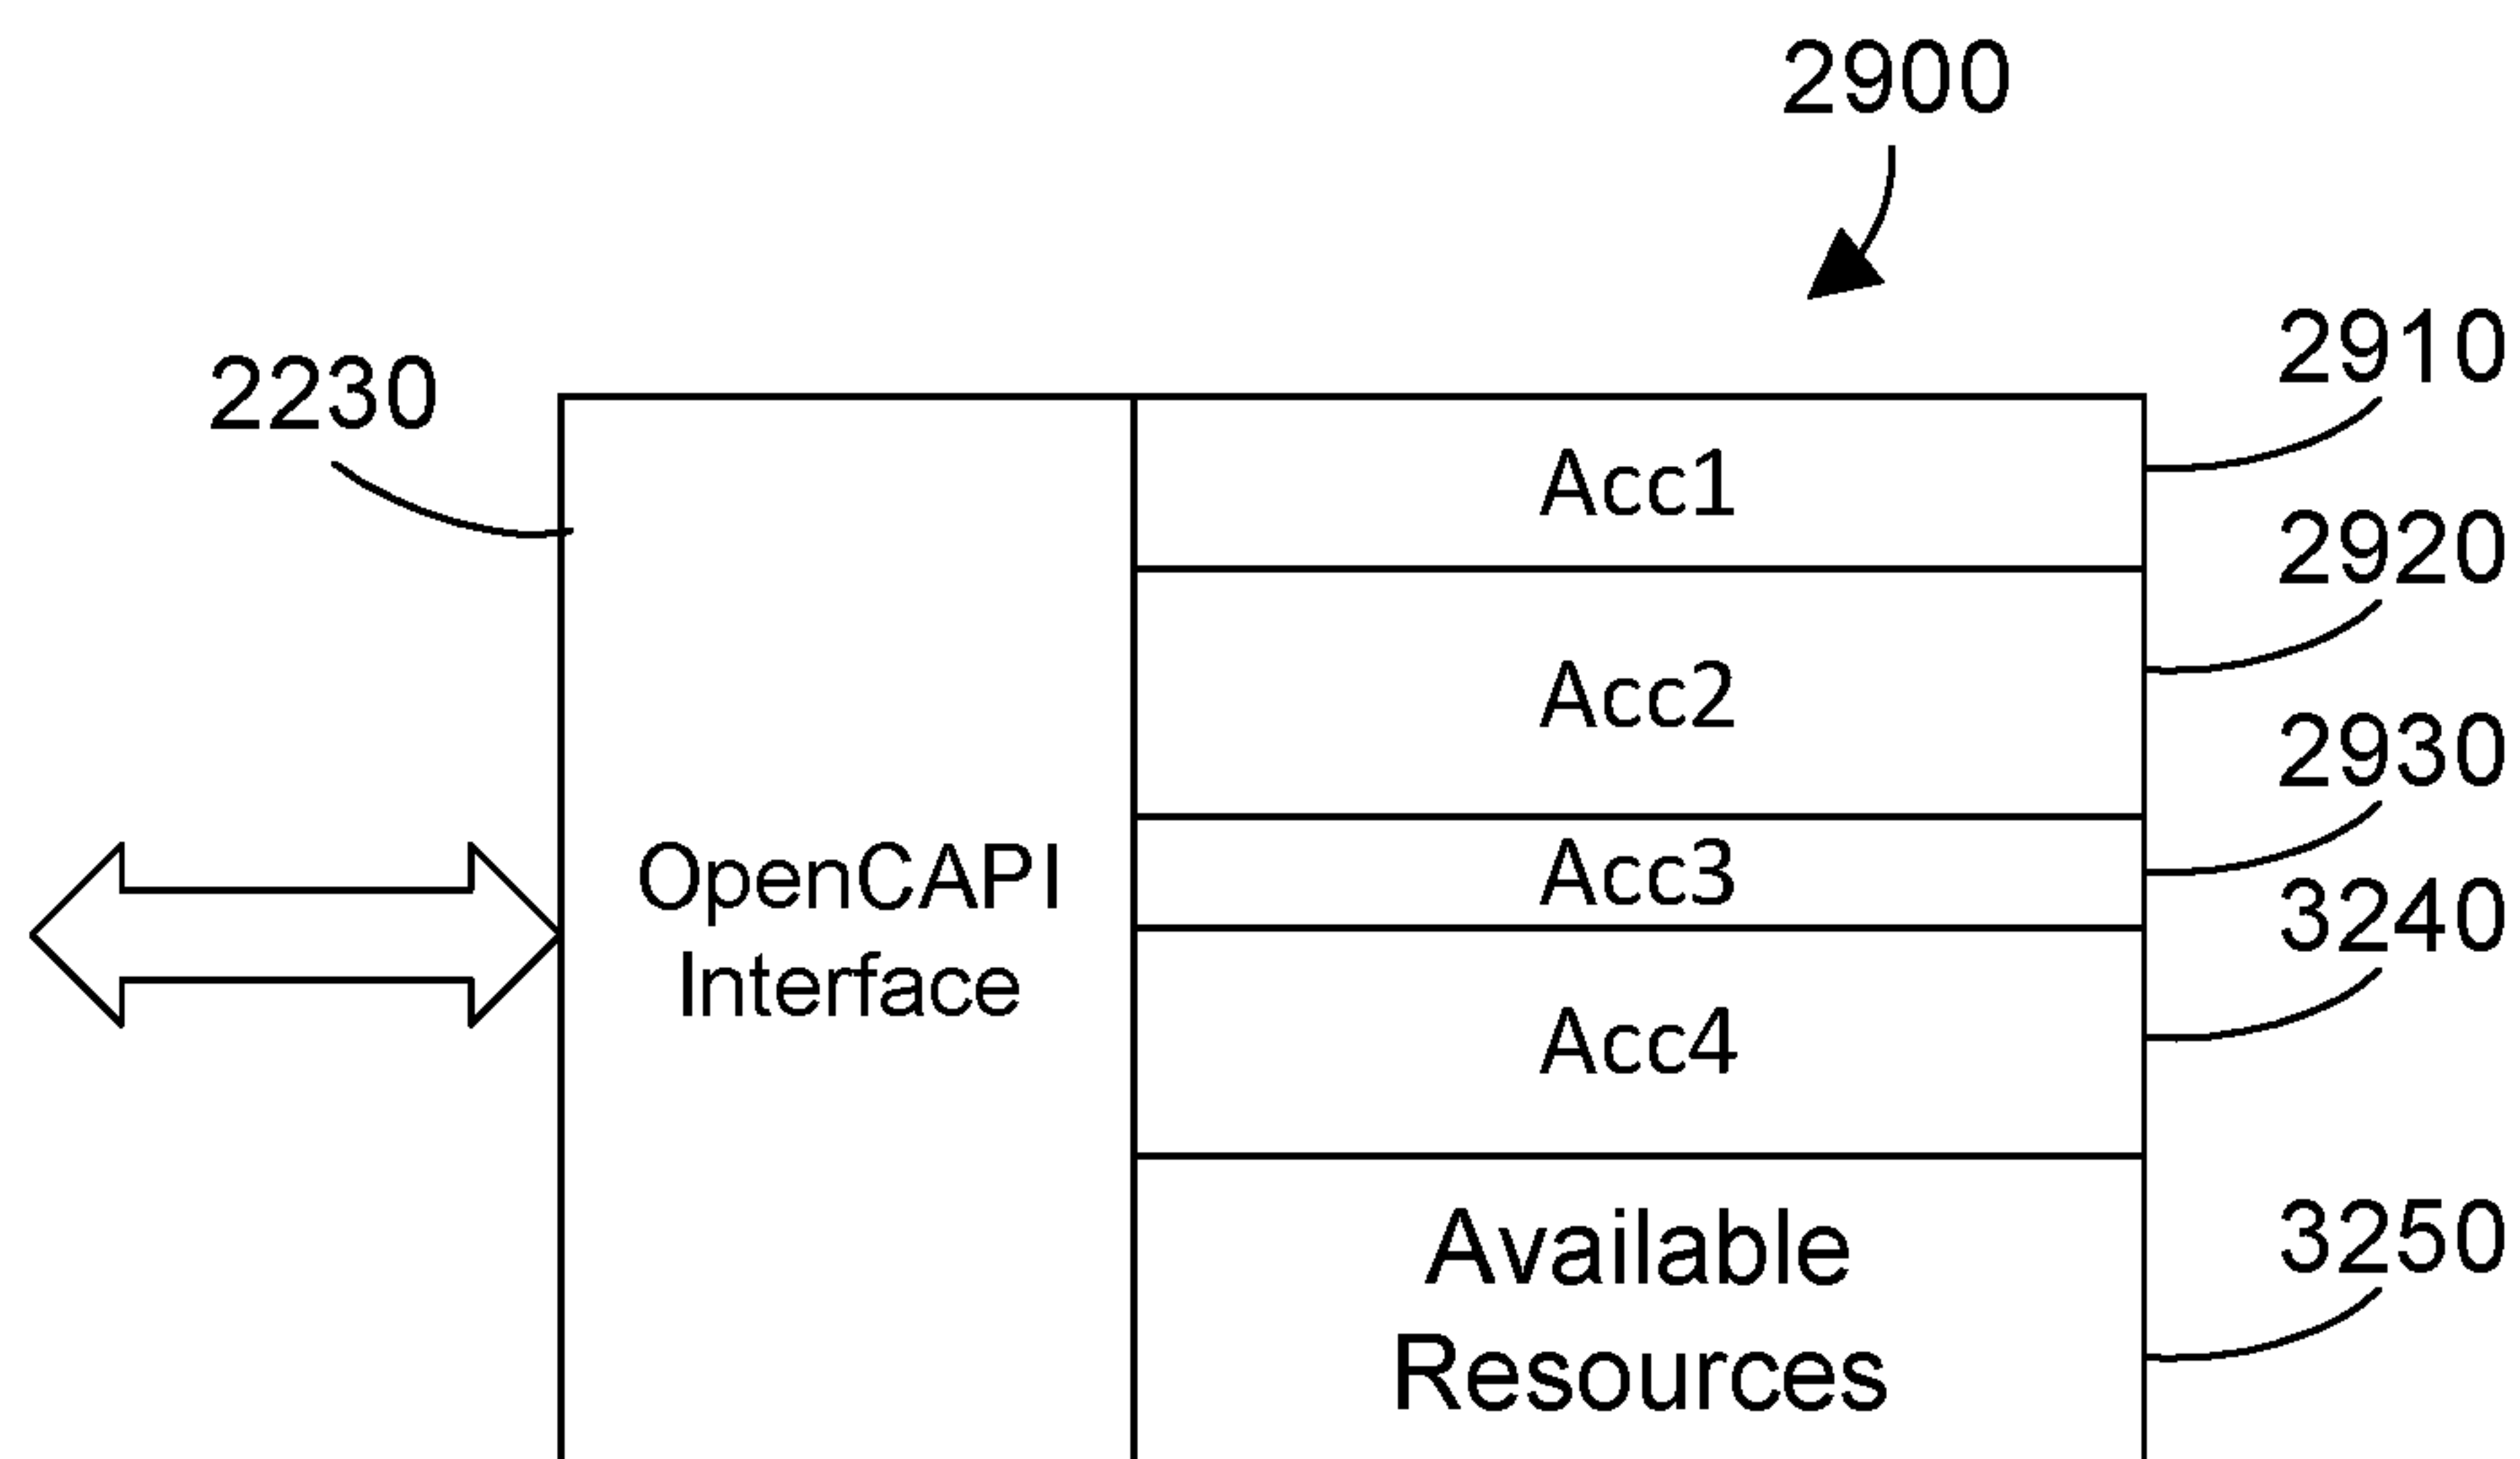 2900
2230
2910
Acc1
2920
Acc2
2930
Acc3
OpenCAPI
Interface
3240
Acc4
3250
Available
Resources